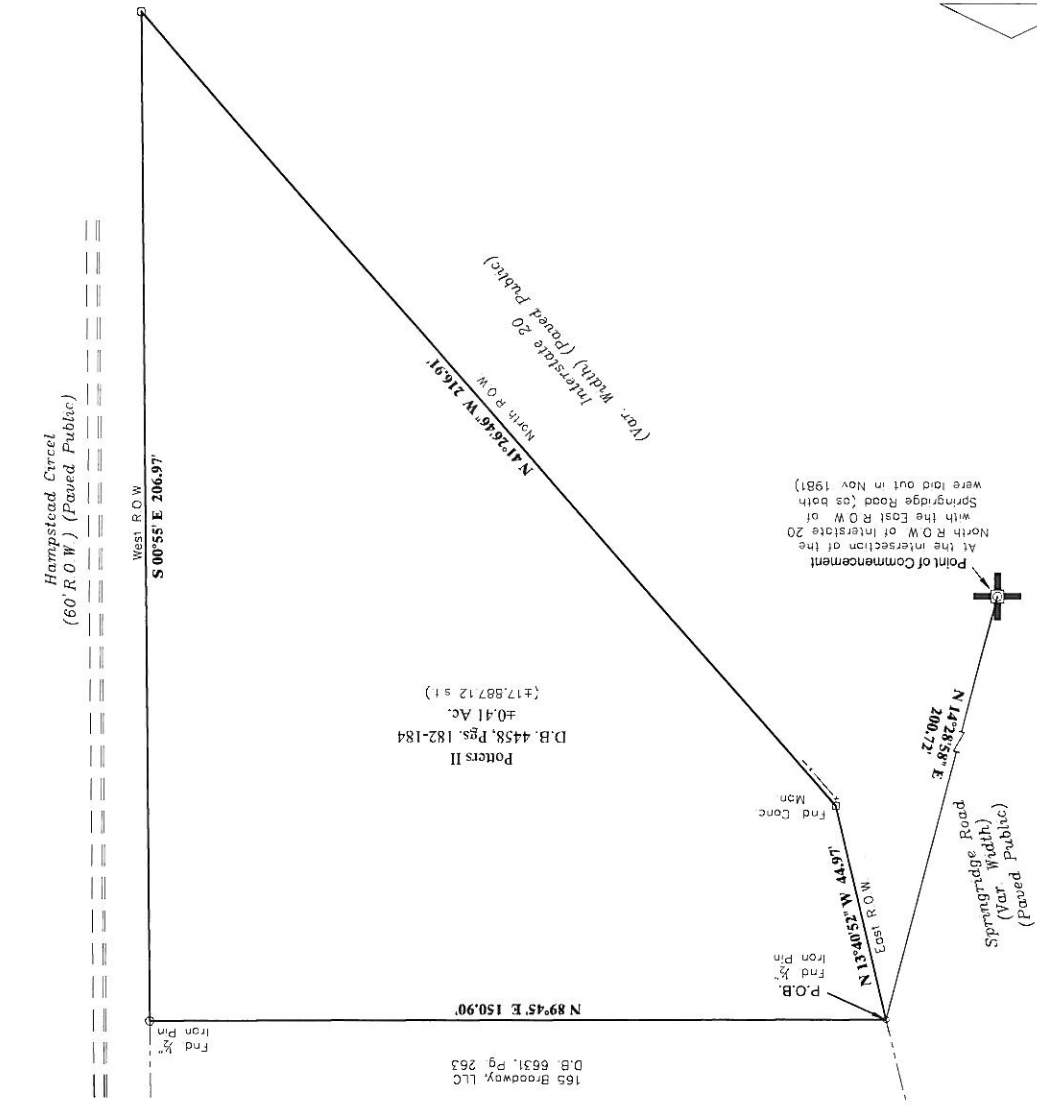 165 Broadway, LLC
D.B. 6631, Pg. 263
Fnd ½"
Iron Pin
N 89°45' E 150.90'
P.O.B.
Fnd ½"
Iron Pin
N 13°40'52" W 44.97'
East R O W
Springridge Road
(Var. Width)
(Paved Public)
N 14°28'58" E
200.72'
Fnd Conc.
Mon
Potters II
D.B. 4458, Pgs. 182-184
±0.41 Ac.
(±17,887.12 s f)
Point of Commencement
At the intersection of the
North R O W of Interstate 20
with the East R O W of
Springridge Road (as both
were laid out in Nov 1981)
West R O W
S 00°55' E 206.97'
Hampstead Circel
(60' R O W) (Paved Public)
N 41°26'46" W 216.91'
North R O W
Interstate 20
(Var. Width) (Paved Public)